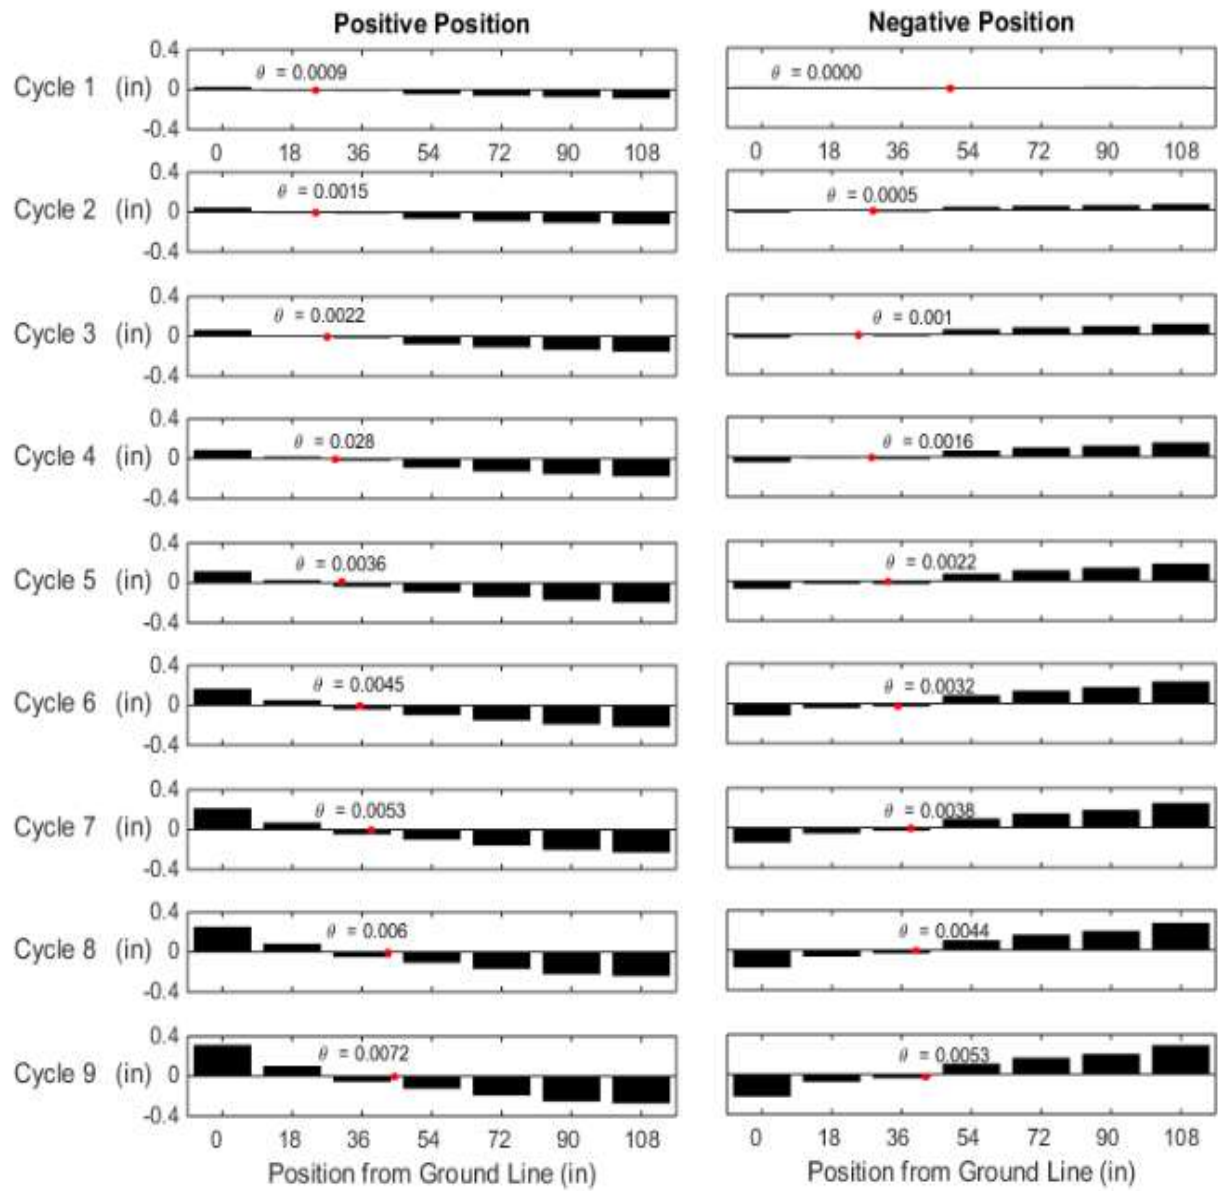 Positive Position Negative Position
Cycle 1 (in) 0.4 0 -0.4 θ = 0.0009 θ = 0.0000
0 18 36 54 72 90 108 0 18 36 54 72 90 108
Cycle 2 (in) 0.4 0 -0.4 θ = 0.0015 θ = 0.0005
Cycle 3 (in) 0.4 0 -0.4 θ = 0.0022 θ = 0.001
Cycle 4 (in) 0.4 0 -0.4 θ = 0.028 θ = 0.0016
Cycle 5 (in) 0.4 0 -0.4 θ = 0.0036 θ = 0.0022
Cycle 6 (in) 0.4 0 -0.4 θ = 0.0045 θ = 0.0032
Cycle 7 (in) 0.4 0 -0.4 θ = 0.0053 θ = 0.0038
Cycle 8 (in) 0.4 0 -0.4 θ = 0.006 θ = 0.0044
Cycle 9 (in) 0.4 0 -0.4 θ = 0.0072 θ = 0.0053
0 18 36 54 72 90 108 0 18 36 54 72 90 108
Position from Ground Line (in) Position from Ground Line (in)